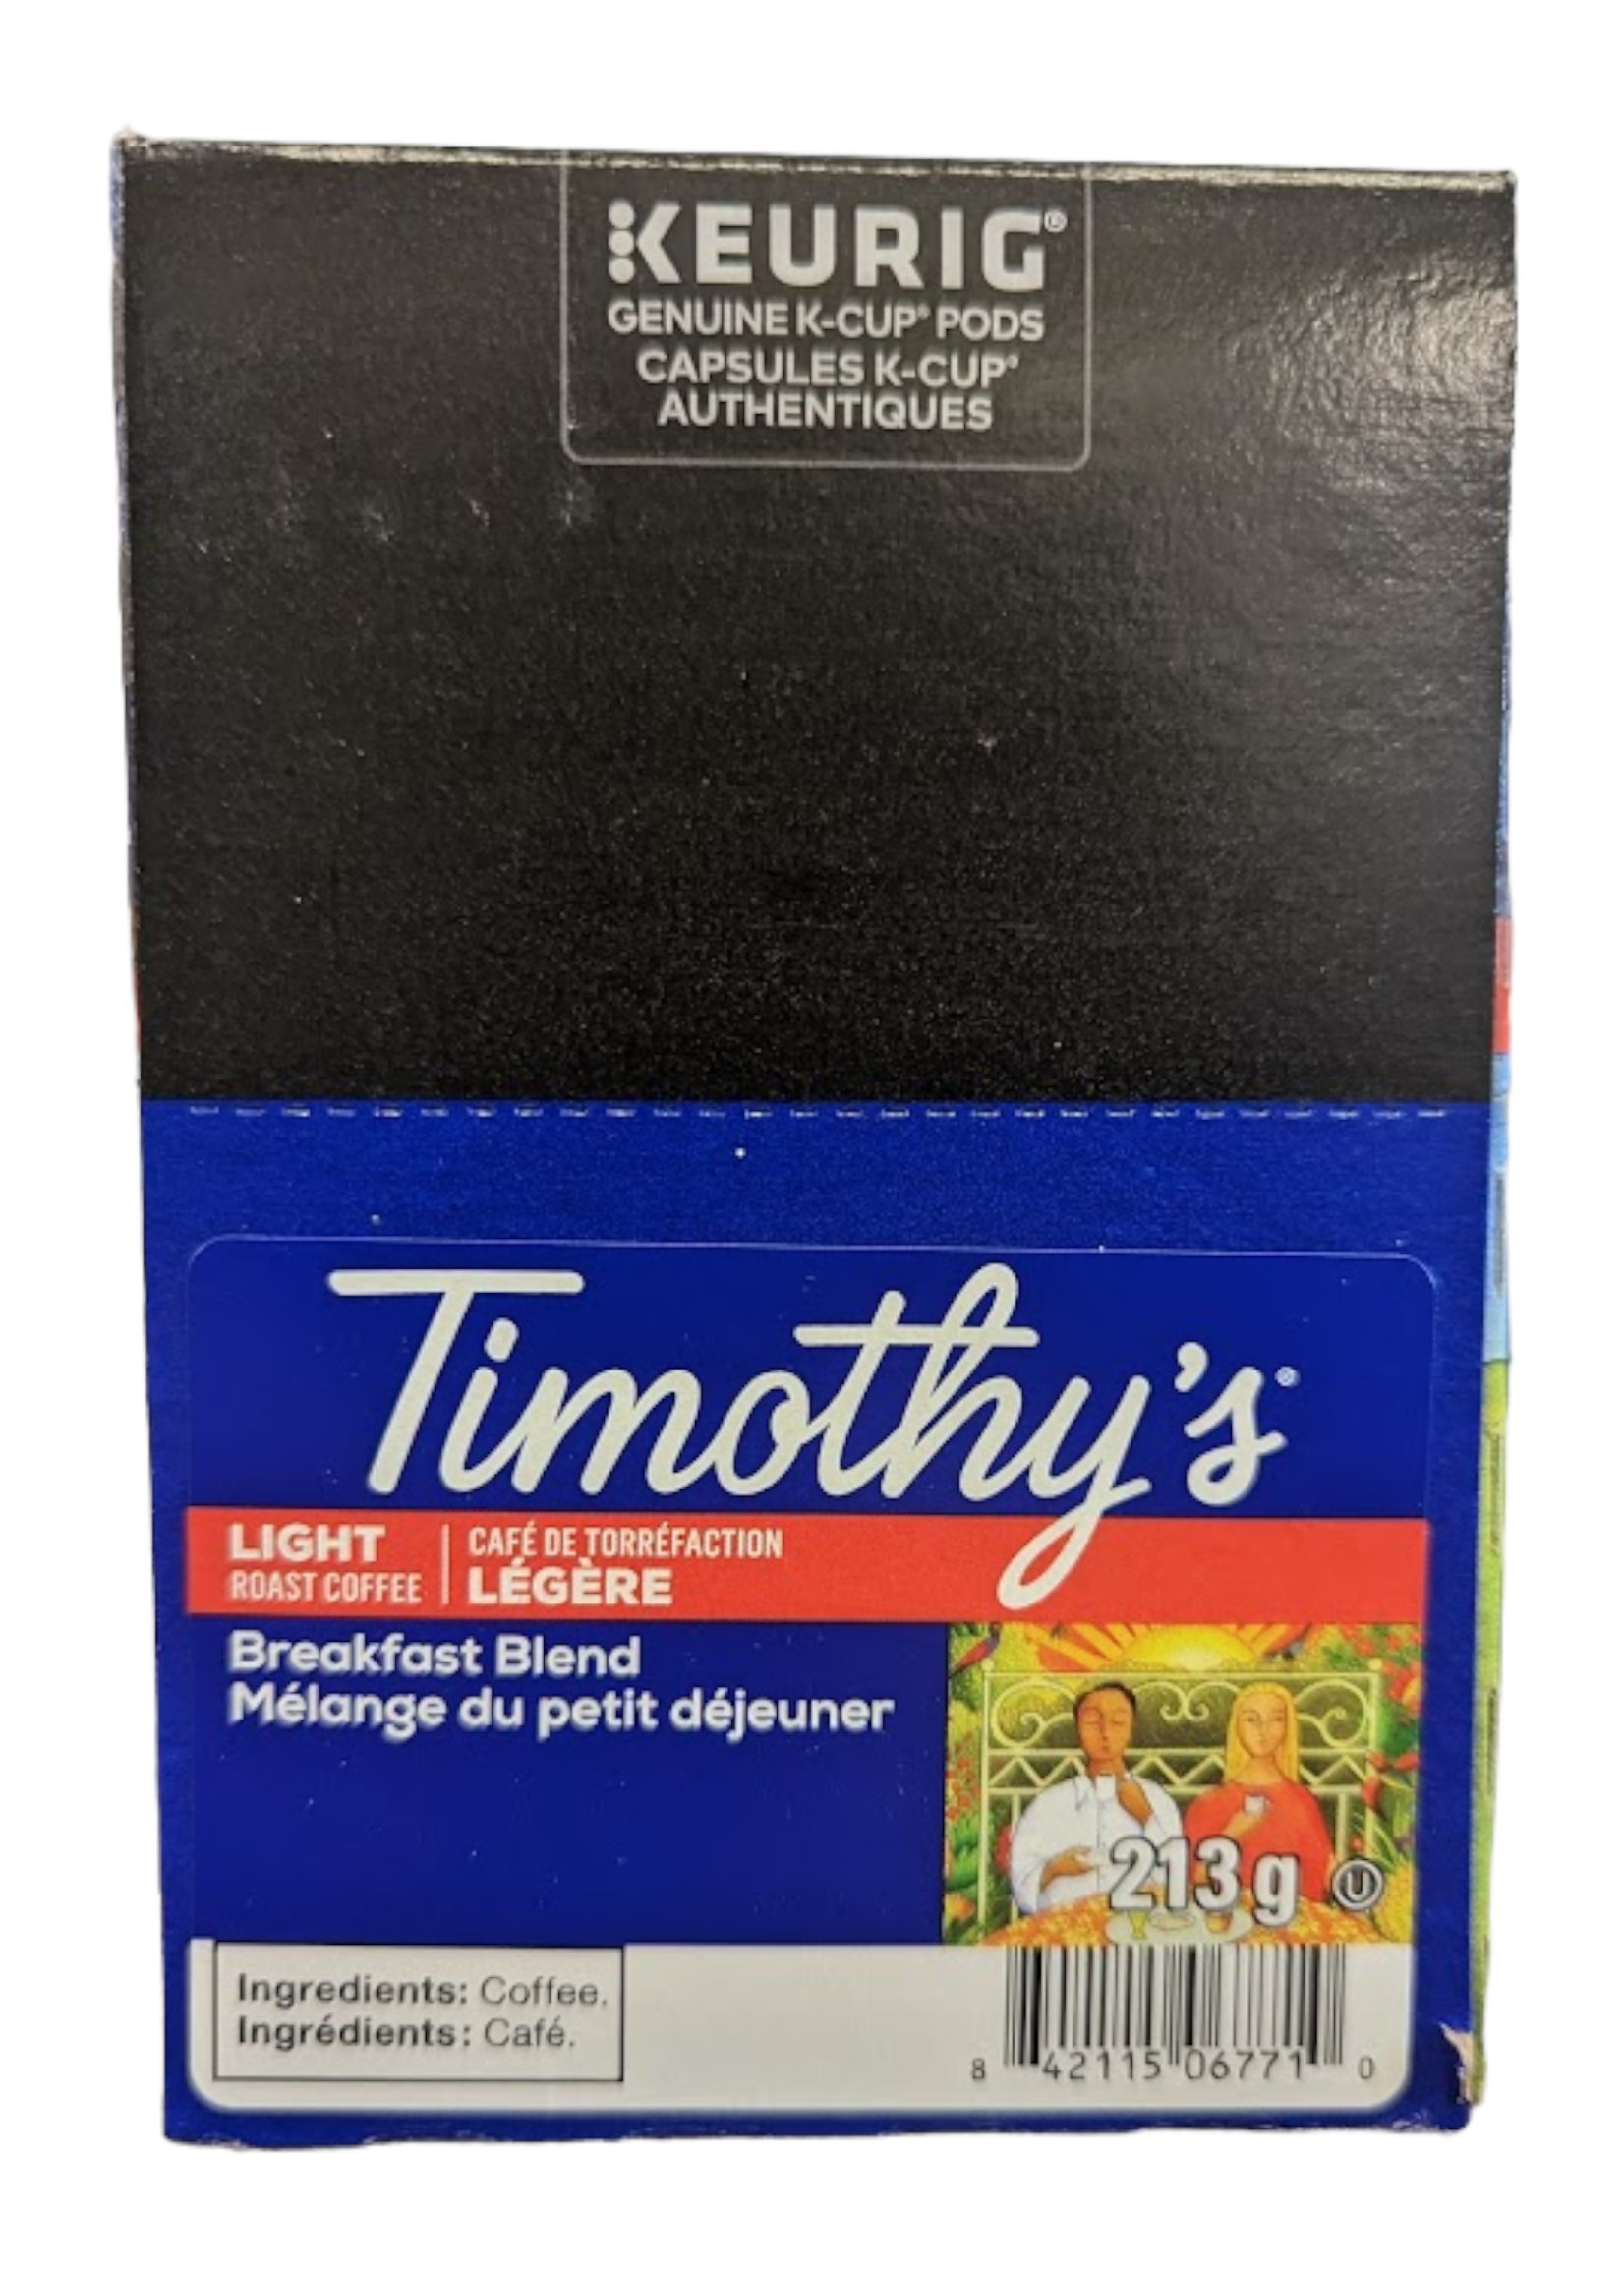 KEURIG®
GENUINE K-CUP® PODS
CAPSULES K-CUP®
AUTHENTIQUES
Timothy's®
LIGHT
ROAST COFFEE
CAFÉ DE TORRÉFACTION
LÉGÈRE
Breakfast Blend
Mélange du petit déjeuner
213 g
U
Ingredients: Coffee.
Ingrédients: Café.
8 42115 06771 0